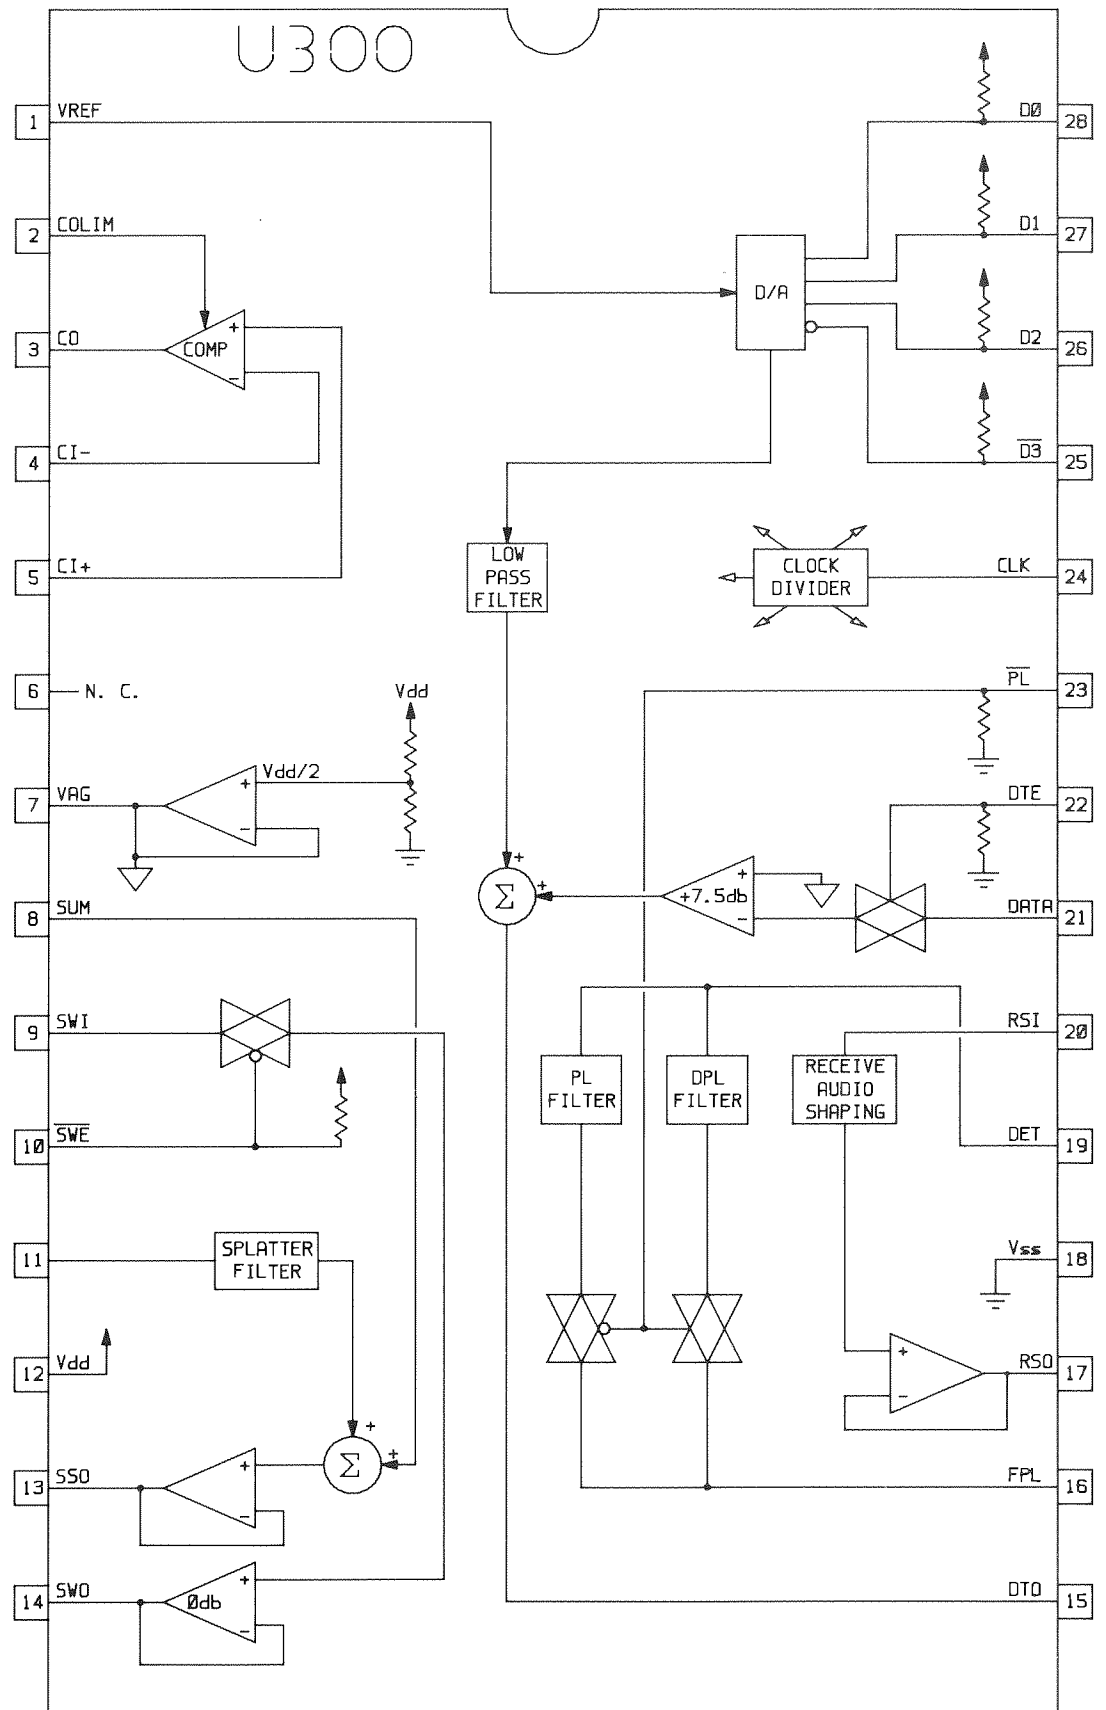 U300
1 VREF
2 COLIM
3 CO
4 CI-
5 CI+
6 N. C.
7 VAG
8 SUM
9 SWI
10 S̅W̅E̅
11
12 Vdd
13 SSO
14 SWO
COMP
+
-
Vdd
Vdd/2
+
-
SPLATTER
FILTER
+
+
Σ
+
-
0db
+
-
D/A
LOW
PASS
FILTER
CLOCK
DIVIDER
+
+
Σ
+7.5db
+
-
PL
FILTER
DPL
FILTER
RECEIVE
AUDIO
SHAPING
+
-
D0 28
D1 27
D2 26
D̅3̅ 25
CLK 24
P̅L̅ 23
DTE 22
DATA 21
RSI 20
DET 19
Vss 18
RSO 17
FPL 16
DTO 15